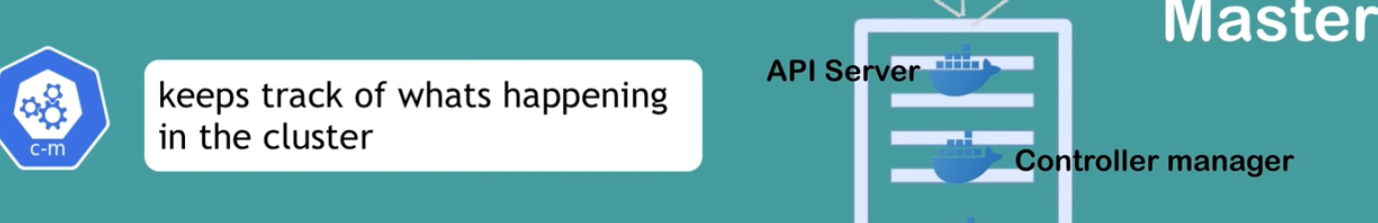 Master
API Server
keeps track of whats happening
in the cluster
c-m
Controller manager